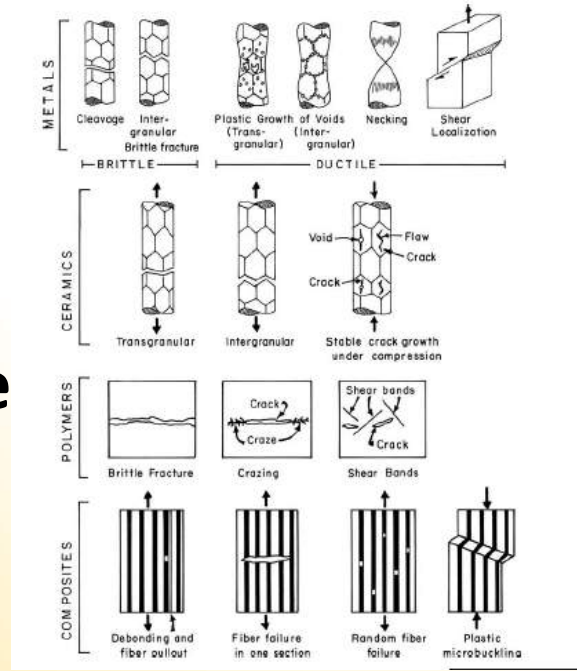 METALS
Cleavage
Inter-
granular
Brittle fracture
Plastic Growth of Voids
(Trans-
granular)
(Inter-
granular)
Necking
Shear
Localization
BRITTLE
DUCTILE
CERAMICS
Void
Flaw
Crack
Crack
Transgranular
Intergranular
Stable crack growth
under compression
e
POLYMERS
Crack
Craze
Shear bands
Crack
Brittle Fracture
Crazing
Shear Bands
COMPOSITES
Debonding and
fiber pullout
Fiber failure
in one section
Random fiber
failure
Plastic
microbuckling